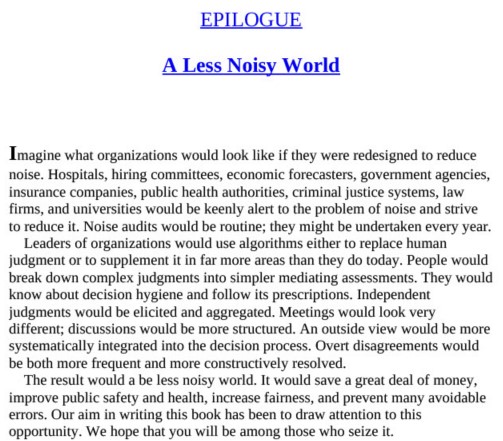 EPILOGUE
A Less Noisy World
Imagine what organizations would look like if they were redesigned to reduce
noise. Hospitals, hiring committees, economic forecasters, government agencies,
insurance companies, public health authorities, criminal justice systems, law
firms, and universities would be keenly alert to the problem of noise and strive
to reduce it. Noise audits would be routine; they might be undertaken every year.
Leaders of organizations would use algorithms either to replace human
judgment or to supplement it in far more areas than they do today. People would
break down complex judgments into simpler mediating assessments. They would
know about decision hygiene and follow its prescriptions. Independent
judgments would be elicited and aggregated. Meetings would look very
different; discussions would be more structured. An outside view would be more
systematically integrated into the decision process. Overt disagreements would
be both more frequent and more constructively resolved.
The result would a be less noisy world. It would save a great deal of money,
improve public safety and health, increase fairness, and prevent many avoidable
errors. Our aim in writing this book has been to draw attention to this
opportunity. We hope that you will be among those who seize it.